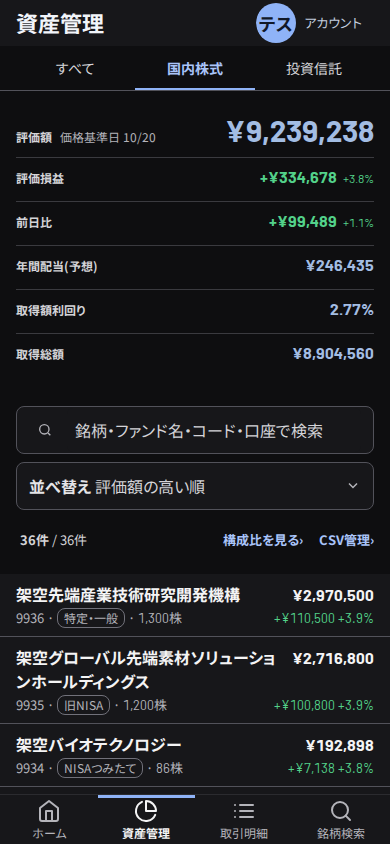 資産管理
テス アカウント
すべて 国内株式 投資信託
評価額 価格基準日 10/20 ¥9,239,238
評価損益 +¥334,678 +3.8%
前日比 +¥99,489 +1.1%
年間配当(予想) ¥246,435
取得額利回り 2.77%
取得総額 ¥8,904,560
銘柄・ファンド名・コード・口座で検索
並べ替え 評価額の高い順
36件 / 36件 構成比を見る› CSV管理›
架空先端産業技術研究開発機構 ¥2,970,500
9936 · 特定・一般 · 1,300株 +¥110,500 +3.9%
架空グローバル先端素材ソリューショ ¥2,716,800
ンホールディングス
9935 · 旧NISA · 1,200株 +¥100,800 +3.9%
架空バイオテクノロジー ¥192,898
9934 · NISAつみたて · 86株 +¥7,138 +3.8%
ホーム 資産管理 取引明細 銘柄検索